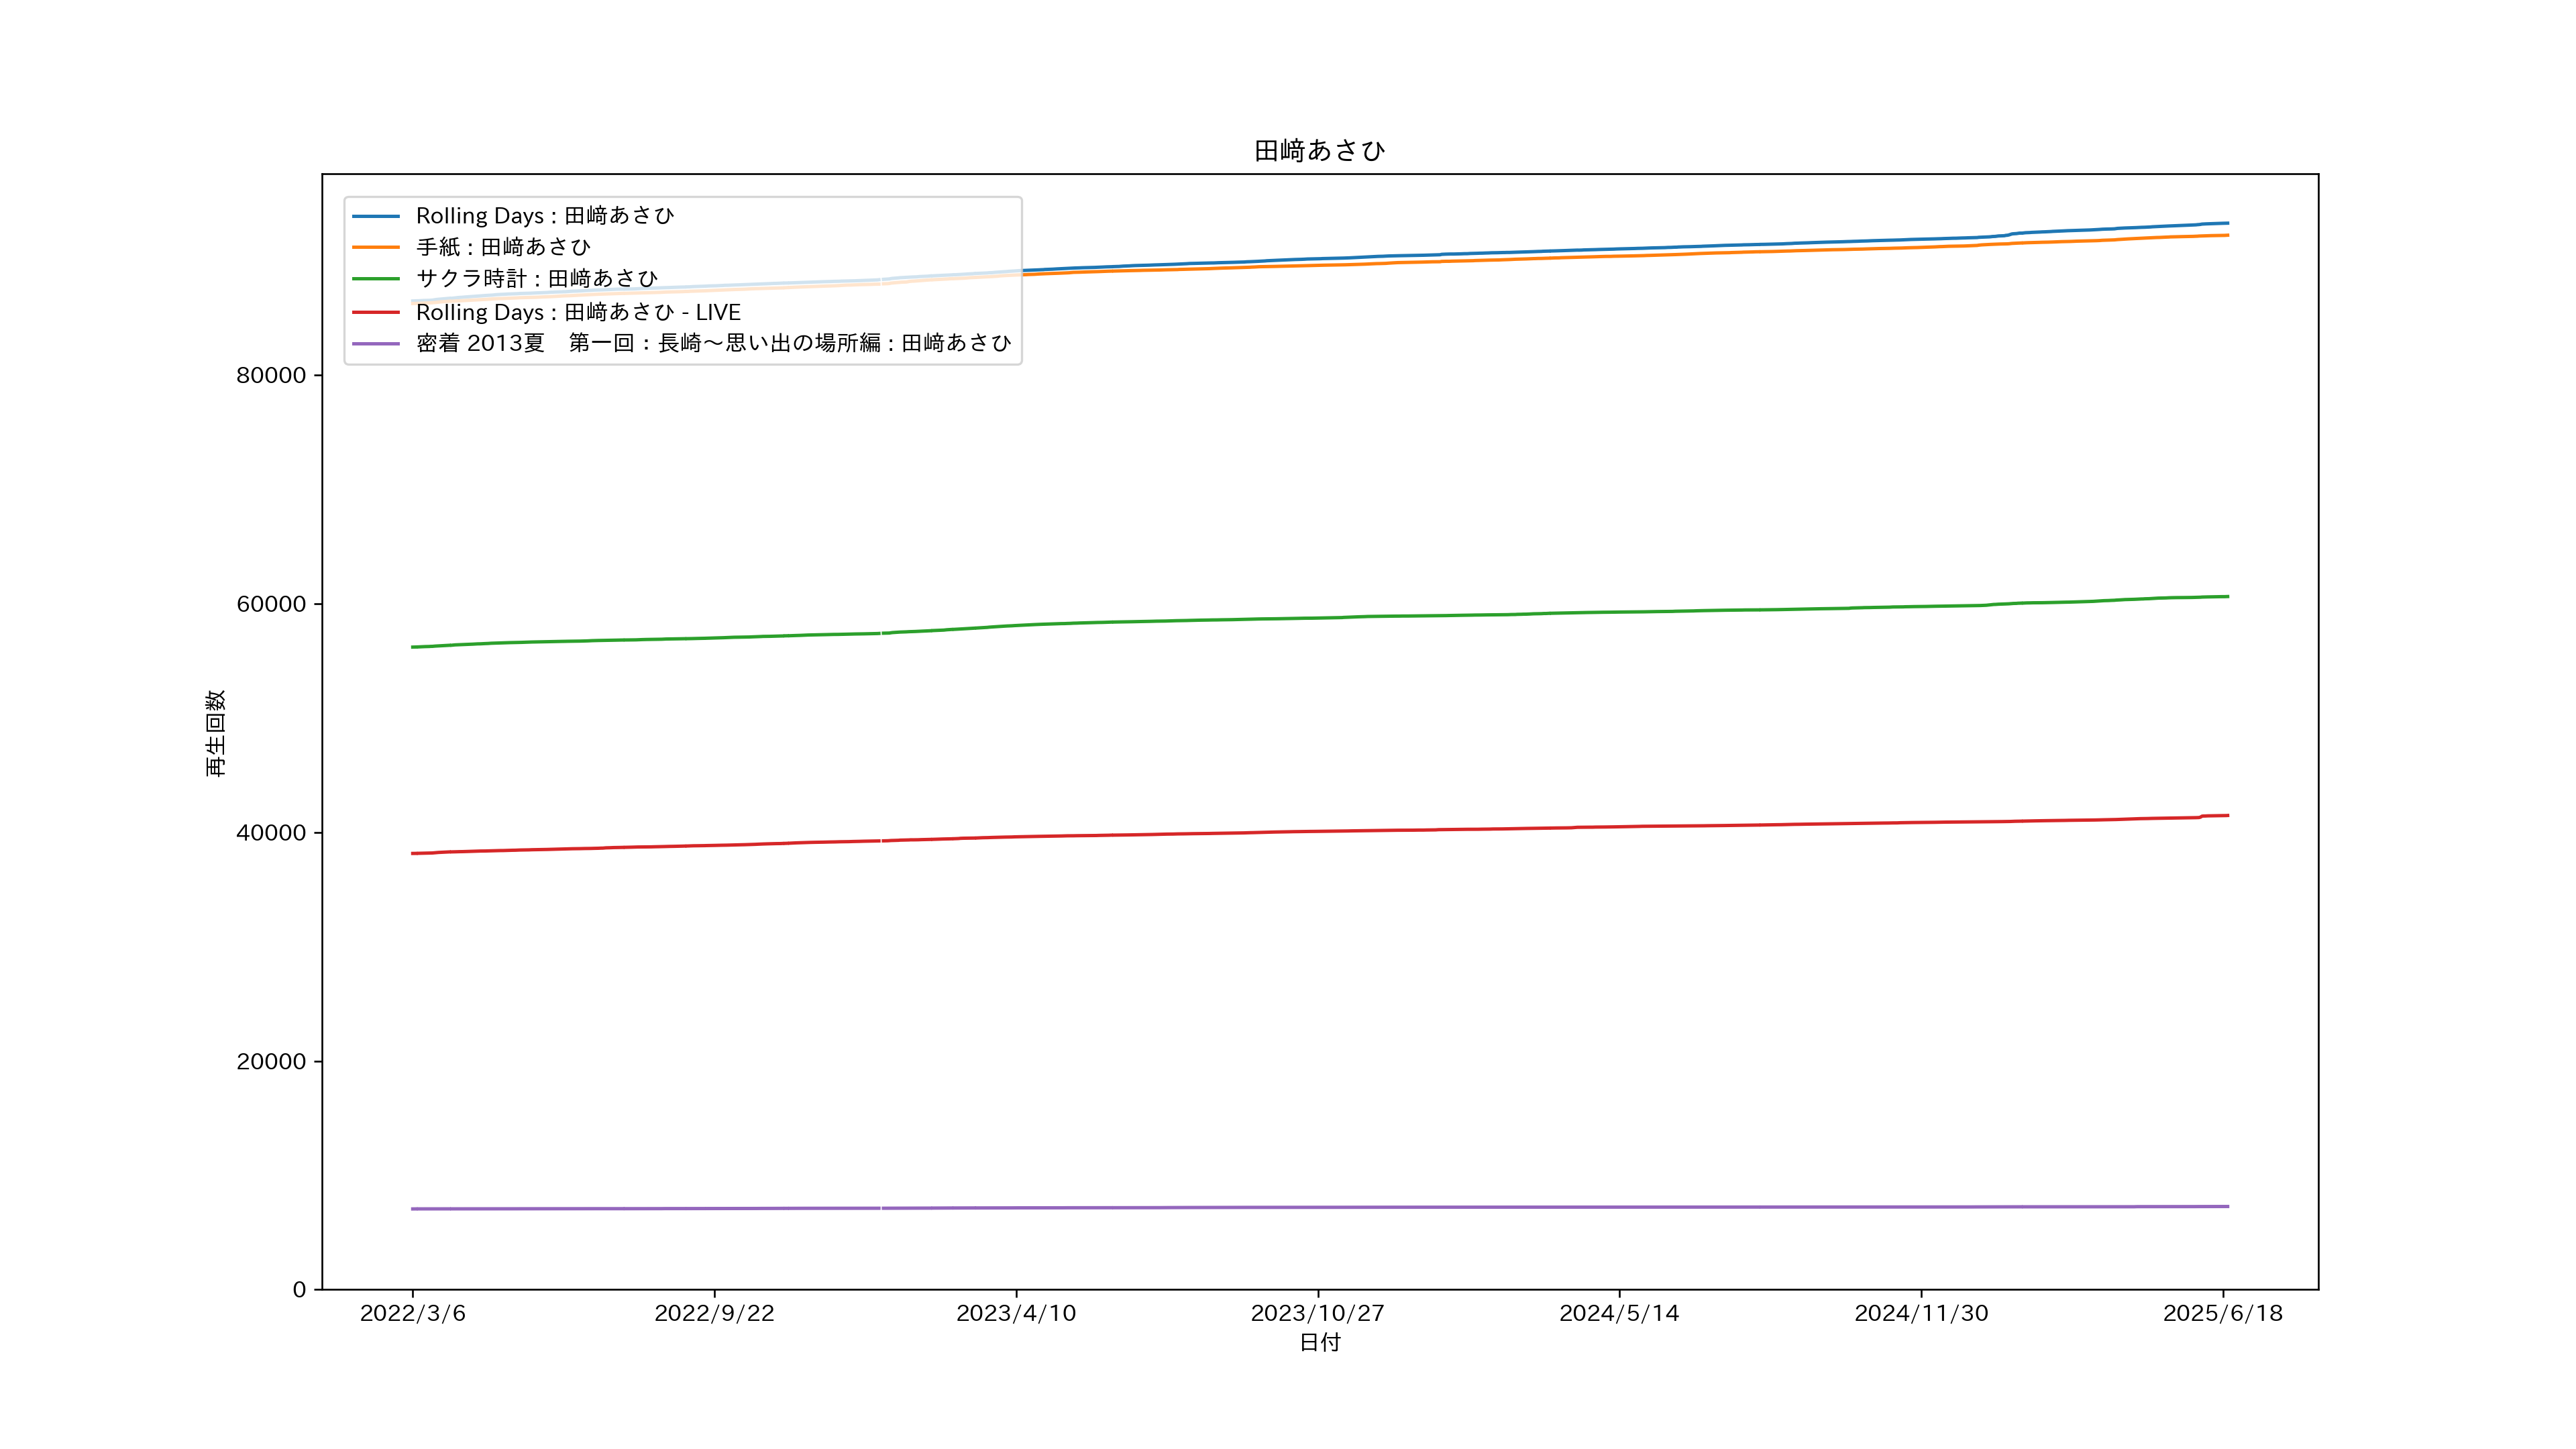 田﨑あさひ
Rolling Days : 田﨑あさひ
手紙 : 田﨑あさひ
サクラ時計 : 田﨑あさひ
Rolling Days : 田﨑あさひ - LIVE
密着 2013夏　第一回：長崎～思い出の場所編 : 田﨑あさひ
再生回数
80000
60000
40000
20000
0
2022/3/6 2022/9/22 2023/4/10 2023/10/27 2024/5/14 2024/11/30 2025/6/18
日付